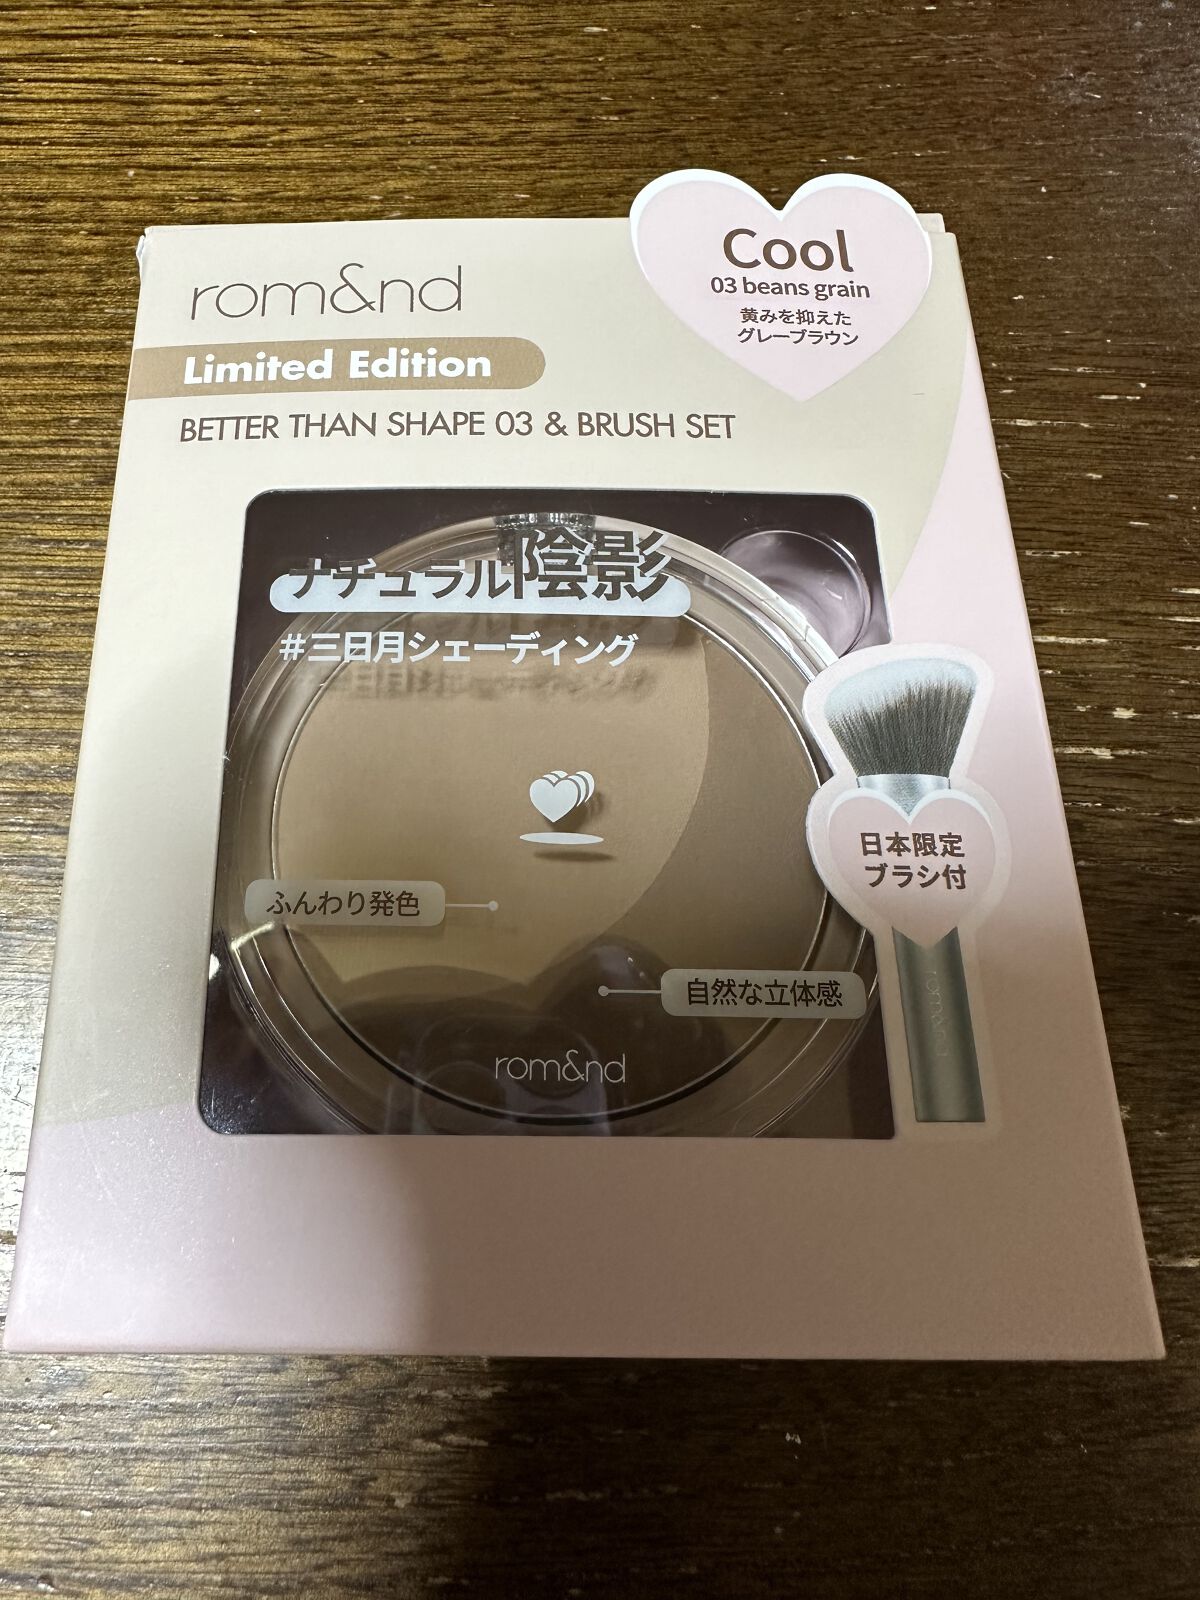 Cool
03 beans grain
黄みを抑えた
グレーブラウン
rom&nd
Limited Edition
BETTER THAN SHAPE 03 & BRUSH SET
ナチュラル陰影
#三日月シェーディング
ふんわり発色
自然な立体感
rom&nd
日本限定
ブラシ付
rom&nd